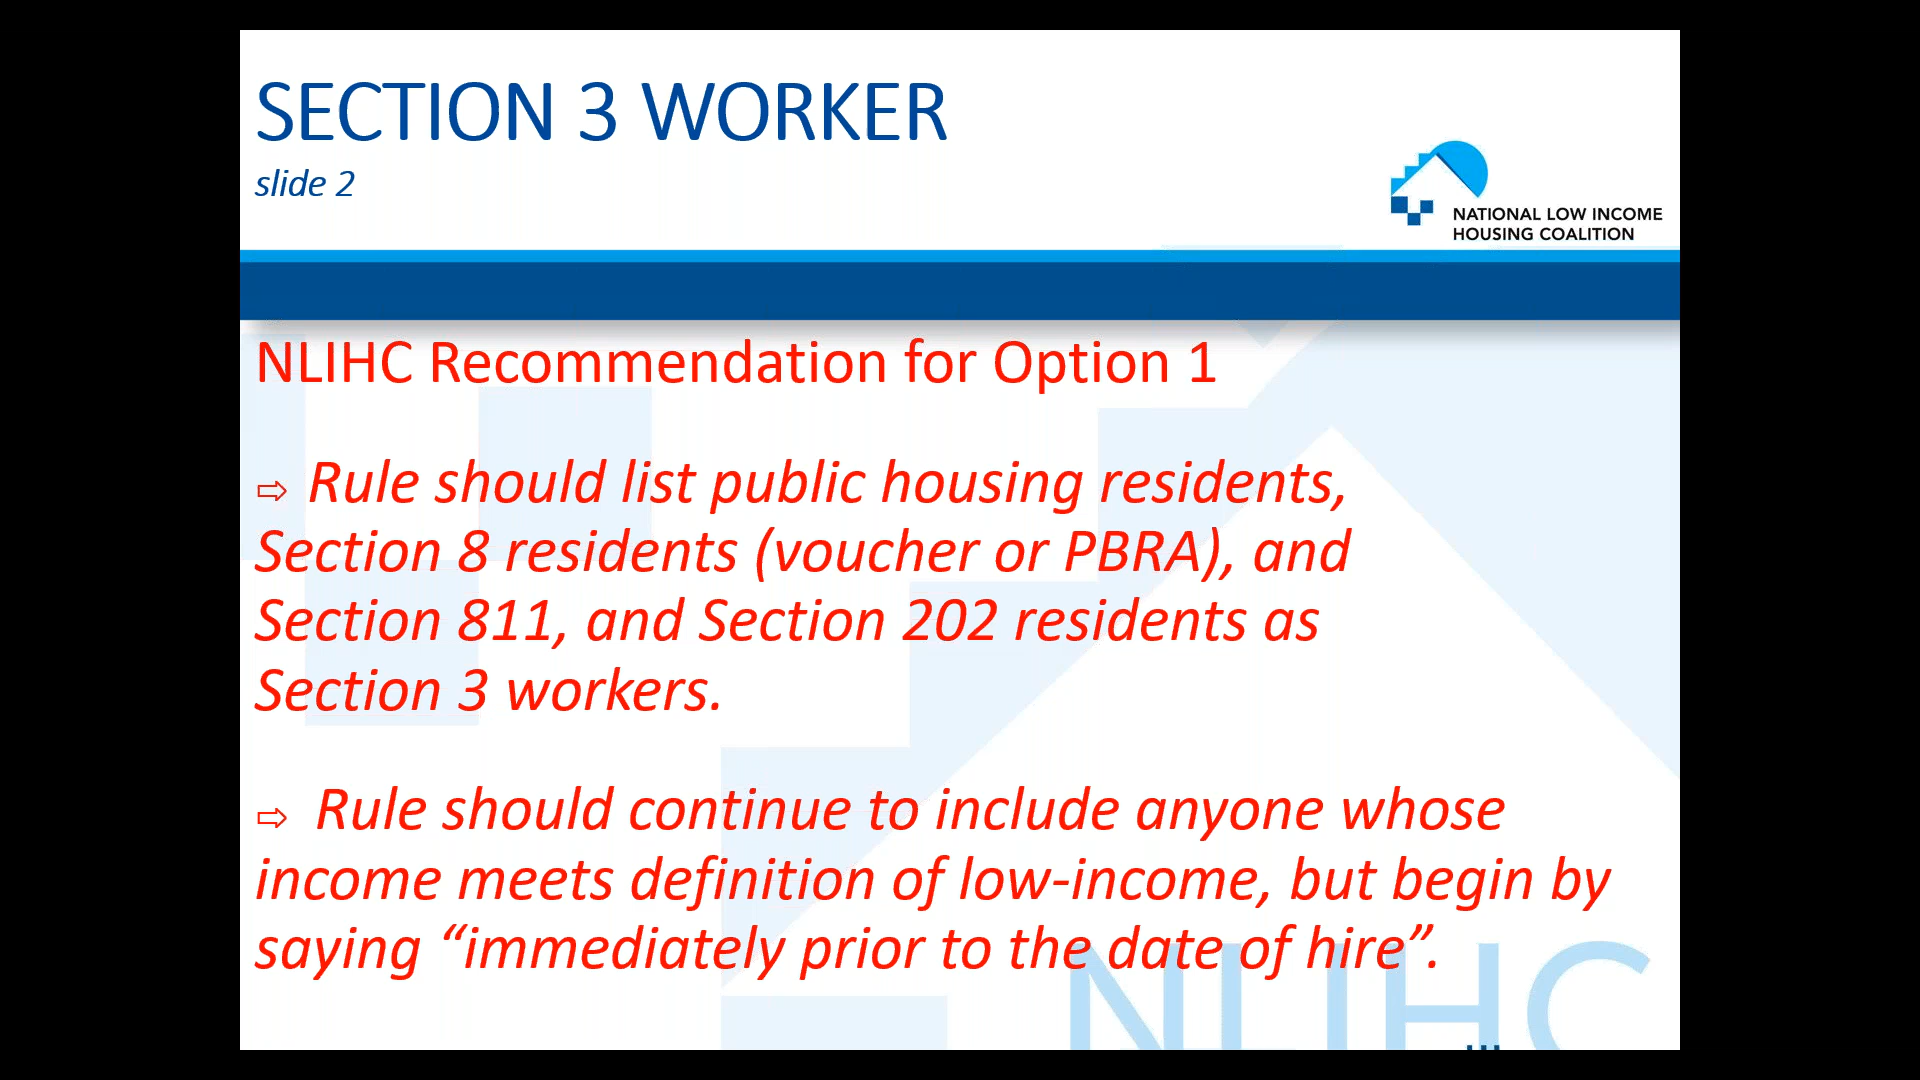 SECTION 3 WORKER
slide 2
NATIONAL LOW INCOME
HOUSING COALITION
NLIHC Recommendation for Option 1
⇨ Rule should list public housing residents,
Section 8 residents (voucher or PBRA), and
Section 811, and Section 202 residents as
Section 3 workers.
⇨ Rule should continue to include anyone whose
income meets definition of low-income, but begin by
saying “immediately prior to the date of hire”.
NLIHC